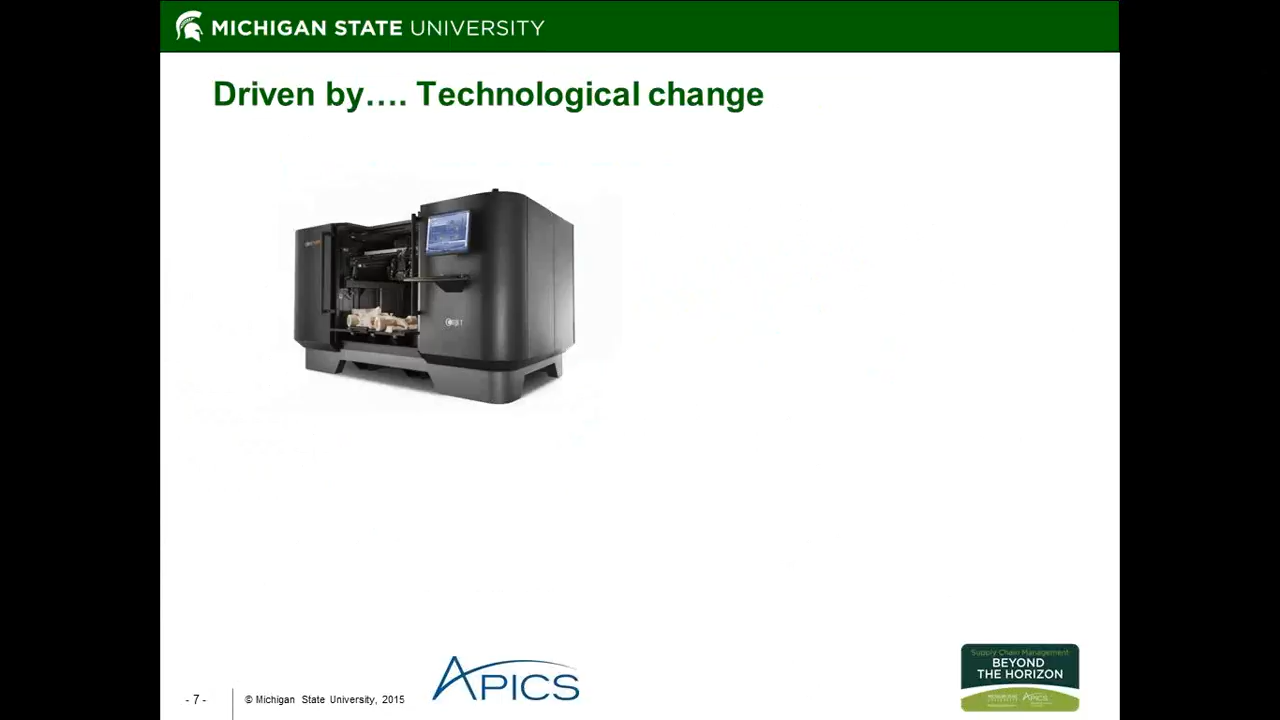 MICHIGAN STATE UNIVERSITY
Driven by…. Technological change
- 7 -
© Michigan State University, 2015
APICS
Supply Chain Management
BEYOND
THE HORIZON